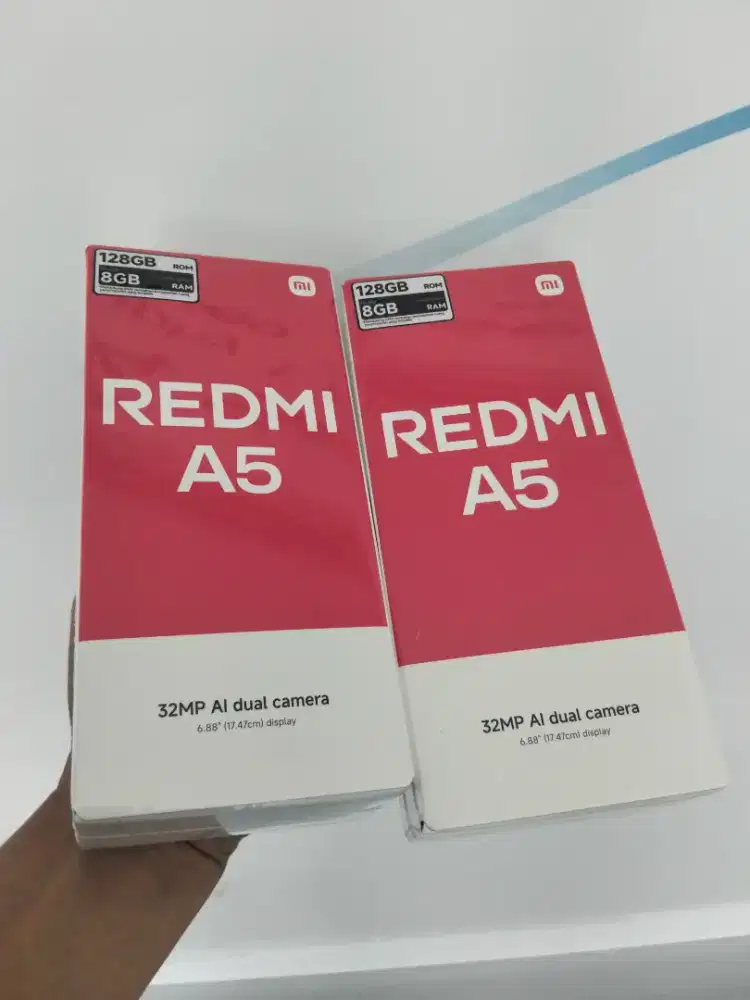 128GB ROM
8GB RAM
mi
REDMI
A5
32MP AI dual camera
6.88" (17.47cm) display
128GB ROM
8GB RAM
mi
REDMI
A5
32MP AI dual camera
6.88" (17.47cm) display